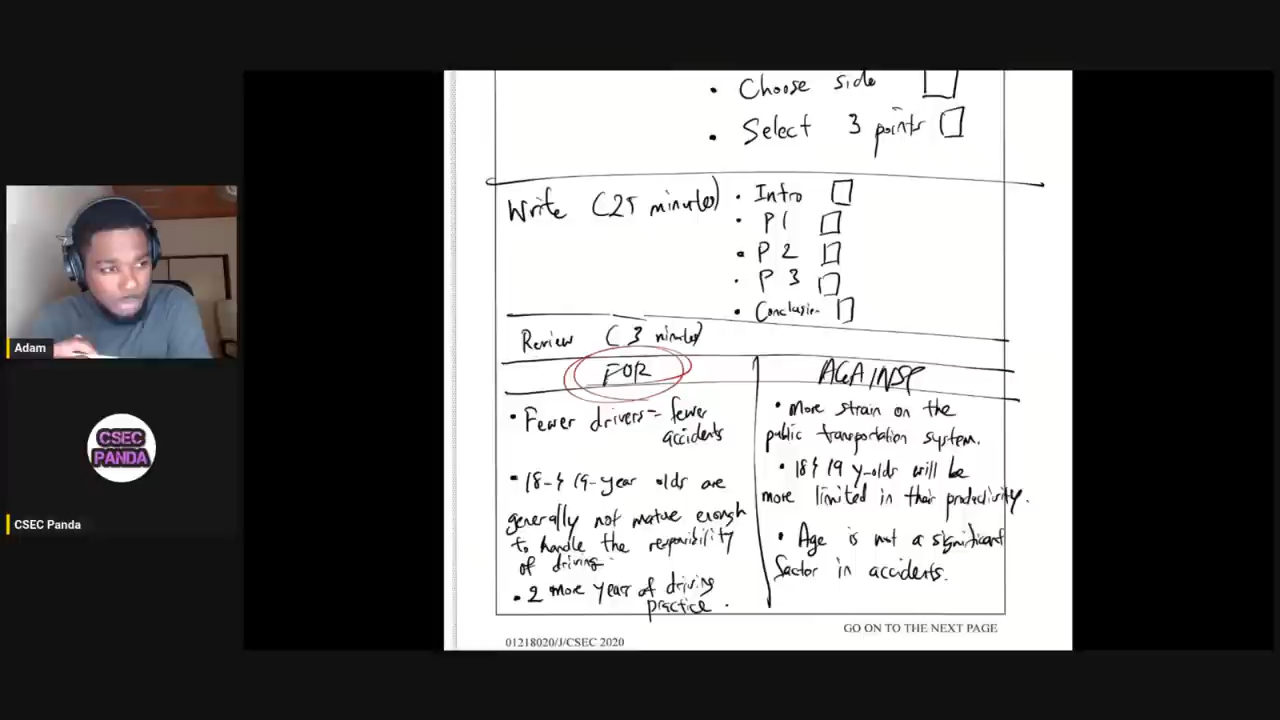 • Choose side
• Select 3 points
Write (25 minutes)
• Intro
• P1
• P2
• P3
• Conclusion
Review (3 minutes)
FOR
• Fewer drivers = fewer
accidents
• 18- & 19-year olds are
generally not mature enough
to handle the responsibility
of driving.
• 2 more year of driving
practice.
AGAINST
• More strain on the
public transportation system.
• 18 & 19 y-olds will be
more limited in their productivity.
• Age is not a significant
factor in accidents.
GO ON TO THE NEXT PAGE
01218020/J/CSEC 2020
Adam
CSEC
PANDA
CSEC Panda